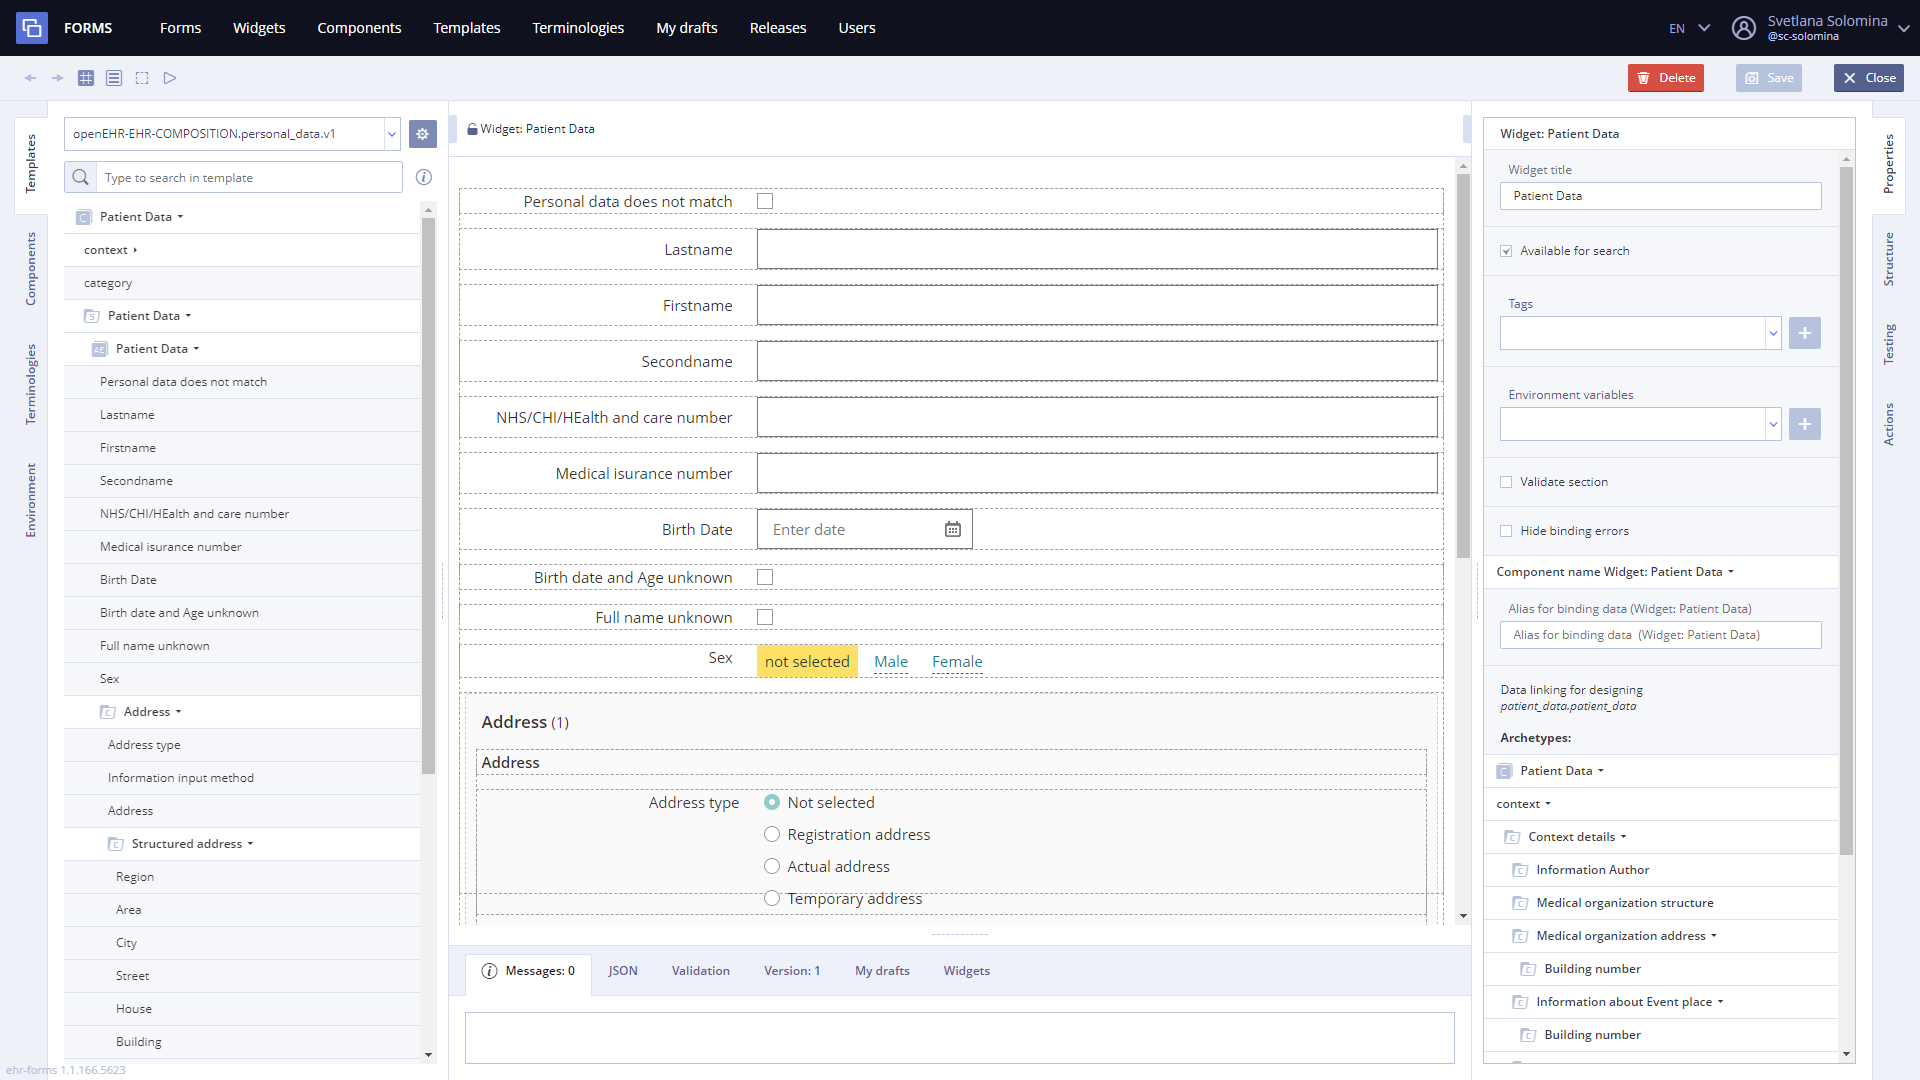 FORMS
Forms
Widgets
Components
Templates
Terminologies
My drafts
Releases
Users
EN
Svetlana Solomina
@sc-solomina
Delete
Save
Close
Templates
Components
Terminologies
Environment
openEHR-EHR-COMPOSITION.personal_data.v1
Type to search in template
Patient Data
context
category
Patient Data
Patient Data
Personal data does not match
Lastname
Firstname
Secondname
NHS/CHI/HEalth and care number
Medical isurance number
Birth Date
Birth date and Age unknown
Full name unknown
Sex
Address
Address type
Information input method
Address
Structured address
Region
Area
City
Street
House
Building
ehr-forms 1.1.166.5623
Widget: Patient Data
Personal data does not match
Lastname
Firstname
Secondname
NHS/CHI/HEalth and care number
Medical isurance number
Birth Date
Enter date
Birth date and Age unknown
Full name unknown
Sex
not selected
Male
Female
Address (1)
Address
Address type
Not selected
Registration address
Actual address
Temporary address
Messages: 0
JSON
Validation
Version: 1
My drafts
Widgets
Widget: Patient Data
Widget title
Patient Data
Available for search
Tags
Environment variables
Validate section
Hide binding errors
Component name Widget: Patient Data
Alias for binding data (Widget: Patient Data)
Alias for binding data (Widget: Patient Data)
Data linking for designing
patient_data.patient_data
Archetypes:
C Patient Data
context
C Context details
C Information Author
C Medical organization structure
C Medical organization address
C Building number
C Information about Event place
C Building number
Properties
Structure
Testing
Actions